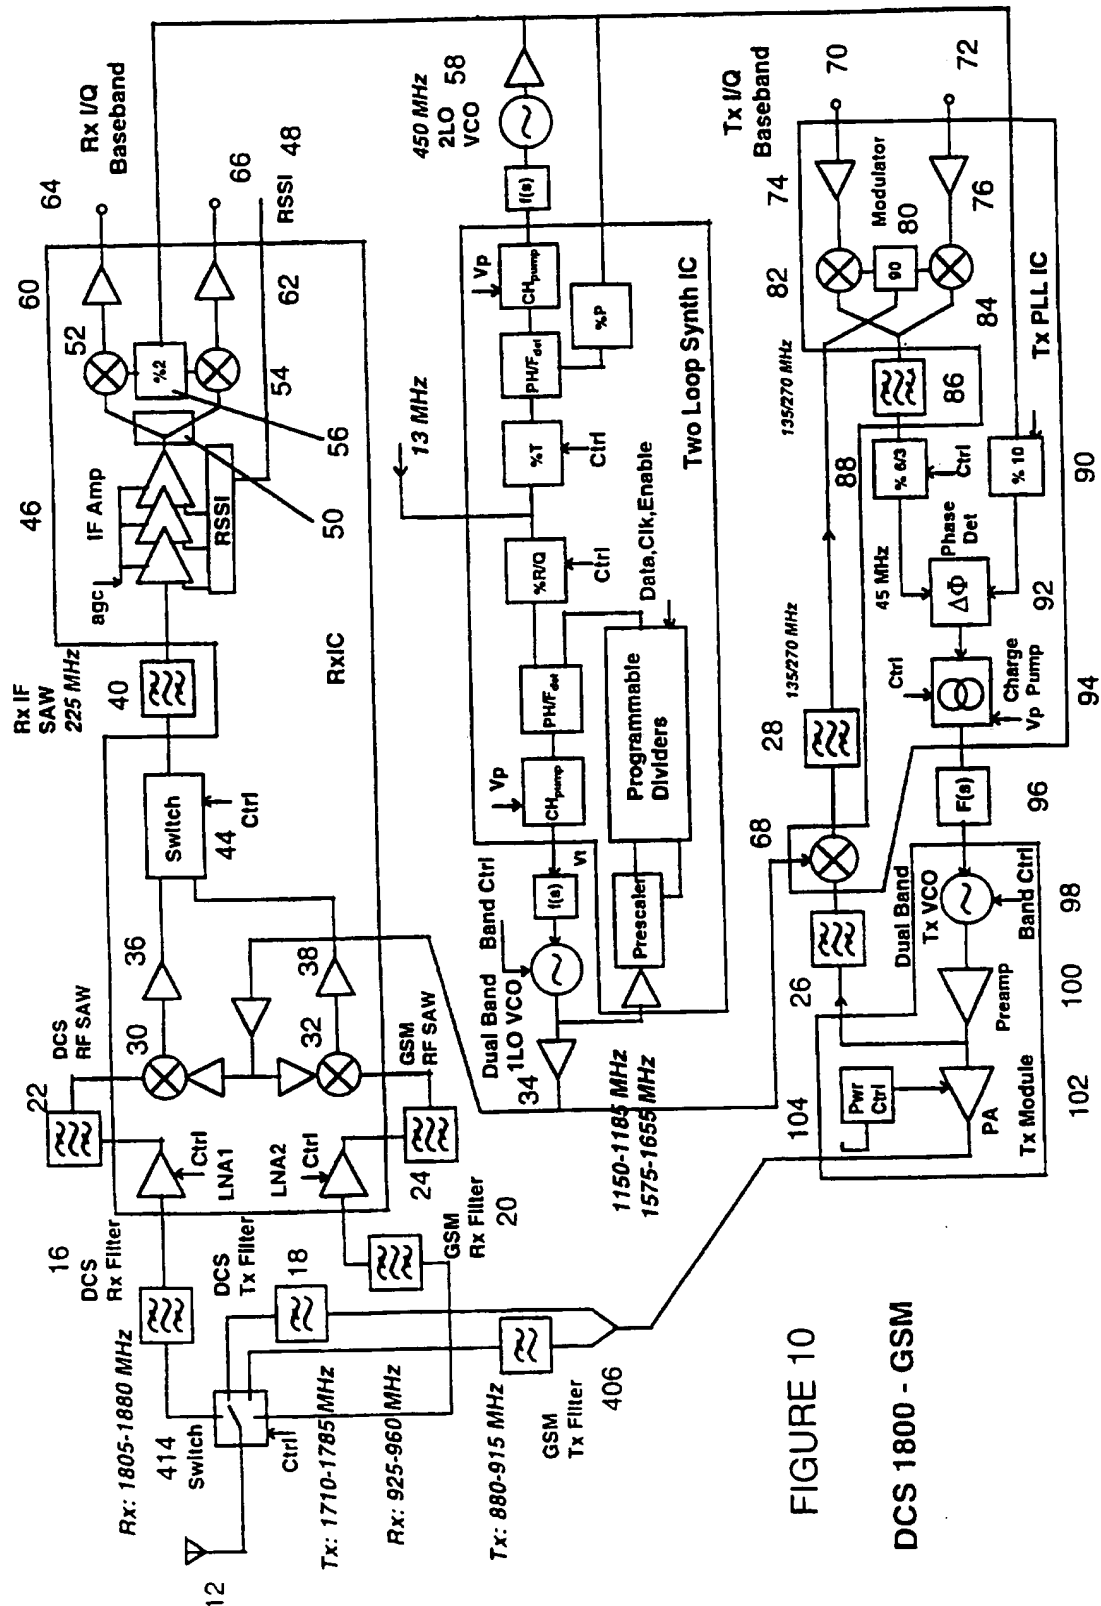 12
414
Switch
Ctrl
Rx: 1805-1880 MHz
16
DCS
Rx Filter
Tx: 1710-1785 MHz
DCS
Tx Filter
18
Rx: 925-960 MHz
GSM
Rx Filter
20
Tx: 880-915 MHz
GSM
Tx Filter
406
22
DCS
RF SAW
Ctrl
LNA1
LNA2
Ctrl
24
GSM
RF SAW
30
32
36
38
Switch
44
Ctrl
Rx IF
SAW
225 MHz
40
RxIC
46
agc
IF Amp
RSSI
50
52
%2
54
56
60
62
64
Rx I/Q
Baseband
66
RSSI
48
34
Dual Band
1LO VCO
Band Ctrl
1150-1185 MHz
1575-1655 MHz
f(s)
Vt
Prescaler
Vp
CHpump
PH/Fdet
Programmable
Dividers
Data,Clk,Enable
%R/Q
Ctrl
13 MHz
%T
Ctrl
PH/Fdet
Vp
CHpump
%P
Two Loop Synth IC
f(s)
450 MHz
2LO
VCO
58
104
Pwr
Ctrl
PA
Tx Module
102
26
Preamp
100
Dual Band
Tx VCO
Band Ctrl
98
F(s)
96
68
28
135/270 MHz
Ctrl
Charge
Vp Pump
94
45 MHz
ΔΦ
Phase
Det
92
88
% 6/3
Ctrl
% 10
90
135/270 MHz
86
Tx PLL IC
82
84
90
80
Modulator
74
76
Tx I/Q
Baseband
70
72
FIGURE 10
DCS 1800 - GSM